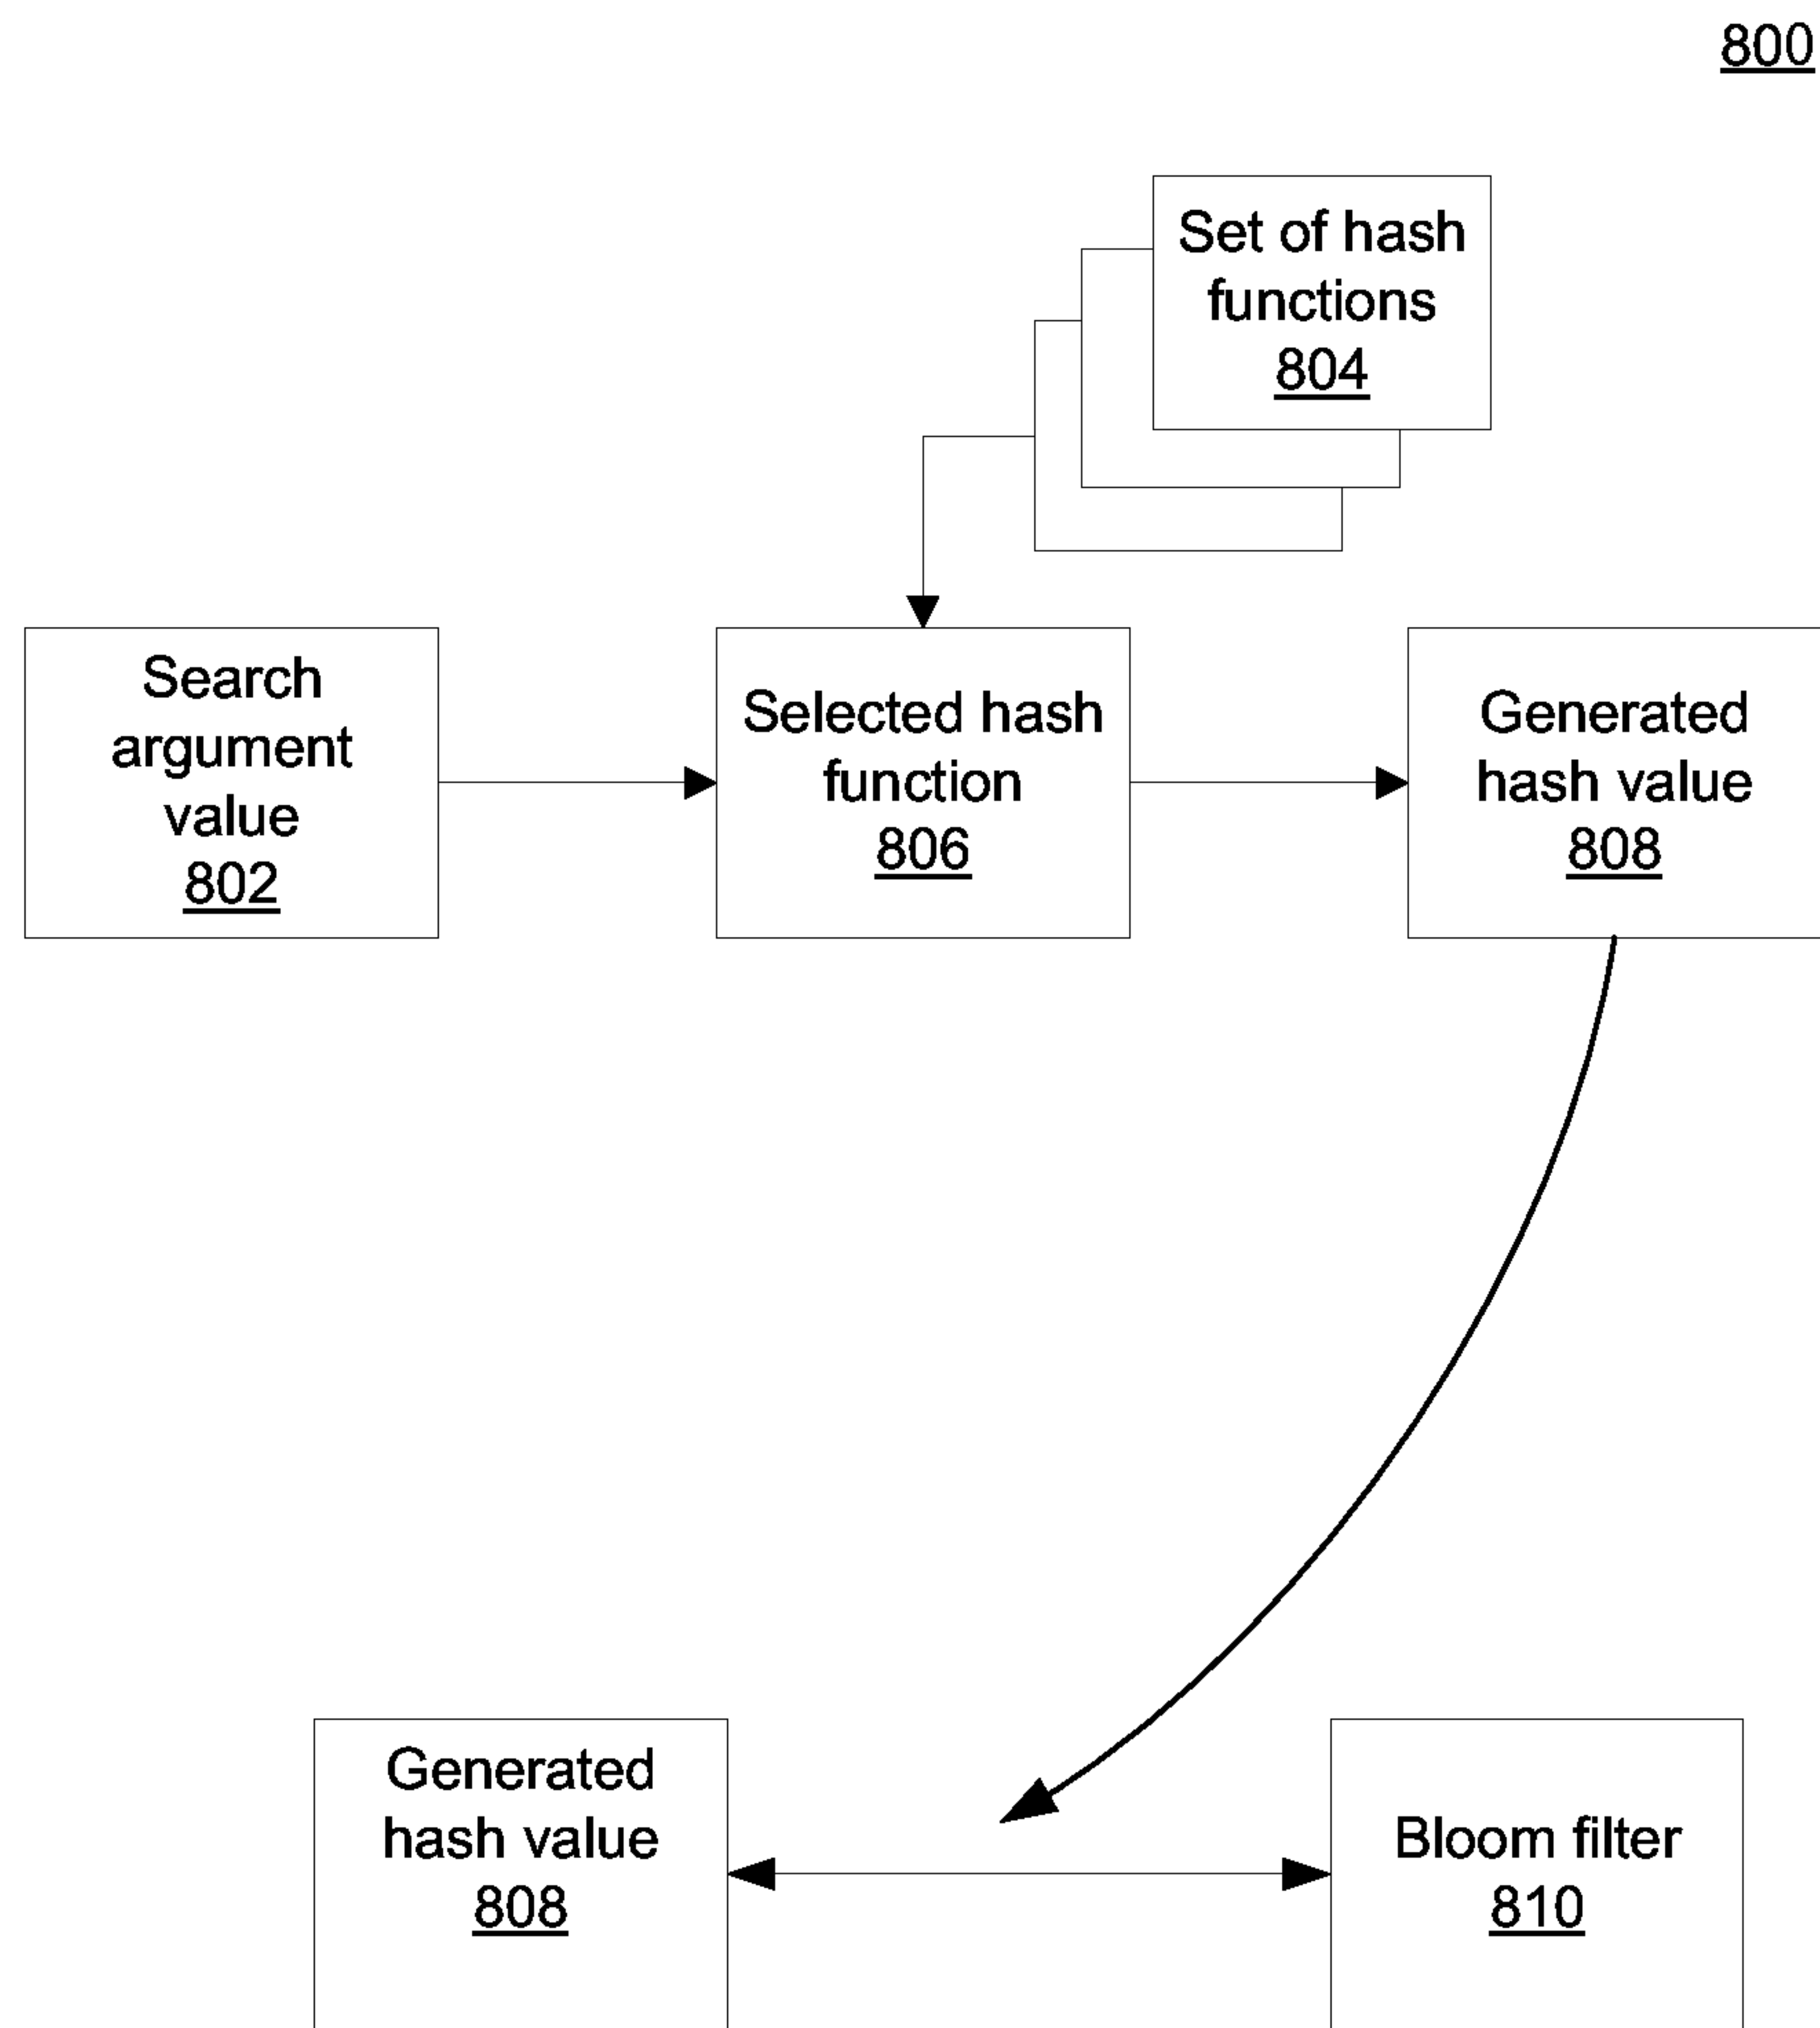 800
Set of hash
functions
804
Search
argument
value
802
Selected hash
function
806
Generated
hash value
808
Generated
hash value
808
Bloom filter
810